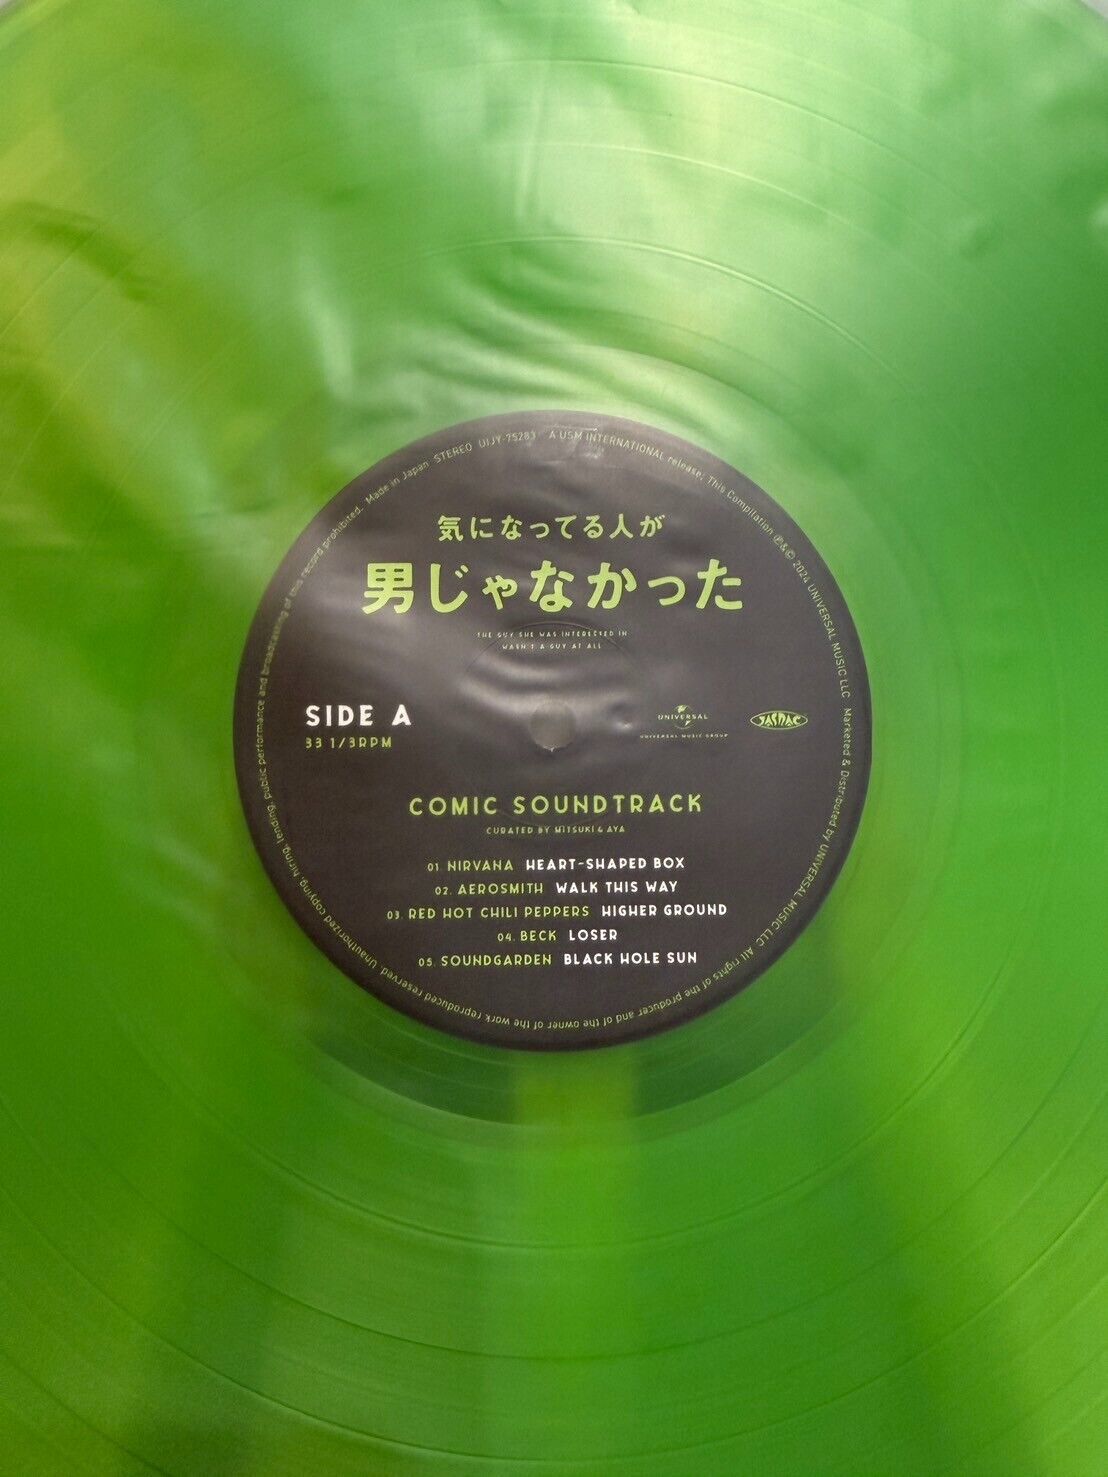 Unauthorized copying, hiring, lending, public performance and broadcasting of this record prohibited. Made in Japan STEREO UIJY-75283 A USM INTERNATIONAL release; This Compilation ℗&© 2024 UNIVERSAL MUSIC LLC Marketed & Distributed by UNIVERSAL MUSIC LLC All rights of the producer and of the owner of the work reproduced reserved.
気になってる人が
男じゃなかった
THE GUY SHE WAS INTERESTED IN
WASN'T A GUY AT ALL
SIDE A
33 1/3RPM
UNIVERSAL
UNIVERSAL MUSIC GROUP
JASRAC
COMIC SOUNDTRACK
CURATED BY MITSUKI & AYA
01. NIRVANA HEART-SHAPED BOX
02. AEROSMITH WALK THIS WAY
03. RED HOT CHILI PEPPERS HIGHER GROUND
04. BECK LOSER
05. SOUNDGARDEN BLACK HOLE SUN